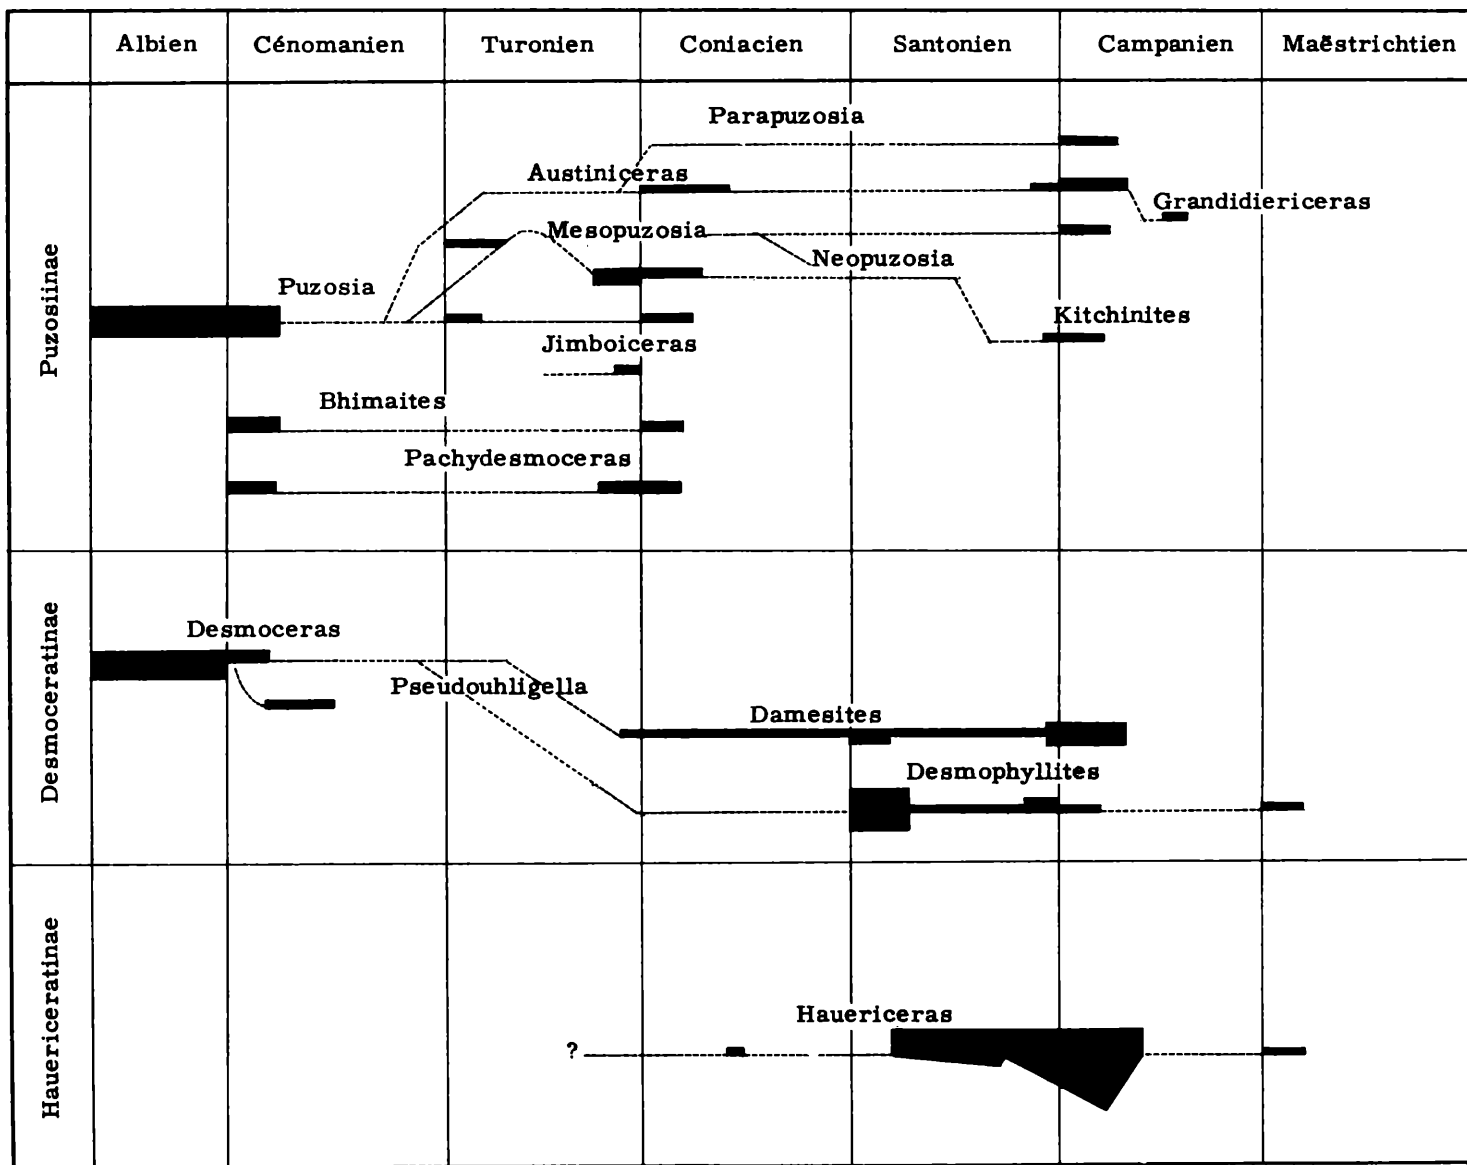 Albien Cénomanien Turonien Coniacien Santonien Campanien Maëstrichtien
Puzosiinae
Parapuzosia
Austiniceras
Grandidiericeras
Mesopuzosia
Neopuzosia
Puzosia
Kitchinites
Jimboiceras
Bhimaites
Pachydesmoceras
Desmoceratinae
Desmoceras
Pseudouhligella
Damesites
Desmophyllites
Hauericeratinae
Hauericeras
?